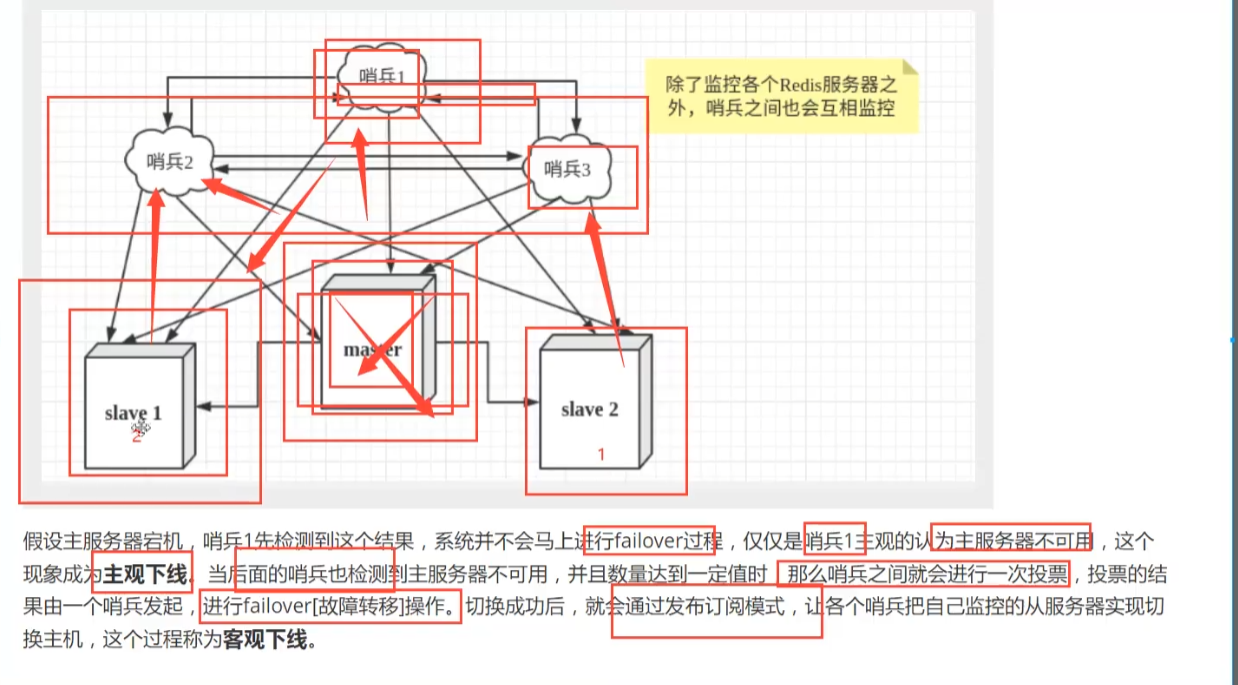 哨兵1
除了监控各个Redis服务器之
外，哨兵之间也会互相监控
哨兵2
哨兵3
master
slave 1
2
slave 2
1
假设主服务器宕机，哨兵1先检测到这个结果，系统并不会马上进行failover过程，仅仅是哨兵1主观的认为主服务器不可用，这个
现象成为主观下线。当后面的哨兵也检测到主服务器不可用，并且数量达到一定值时，那么哨兵之间就会进行一次投票，投票的结
果由一个哨兵发起，进行failover[故障转移]操作。切换成功后，就会通过发布订阅模式，让各个哨兵把自己监控的从服务器实现切
换主机，这个过程称为客观下线。